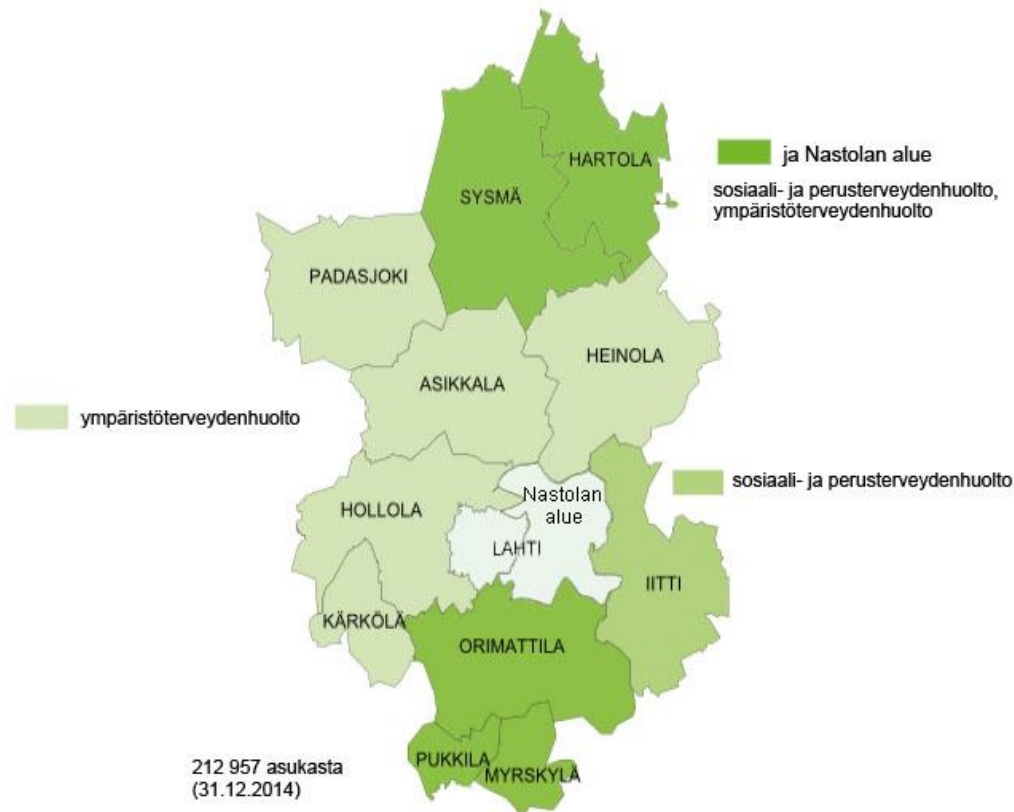 HARTOLA
ja Nastolan alue
SYSMÄ
sosiaali- ja perusterveydenhuolto,
ympäristöterveydenhuolto
PADASJOKI
HEINOLA
ASIKKALA
ympäristöterveydenhuolto
sosiaali- ja perusterveydenhuolto
Nastolan
alue
HOLLOLA
LAHTI
IITTI
KÄRKÖLÄ
ORIMATTILA
PUKKILA
MYRSKYLÄ
212 957 asukasta
(31.12.2014)